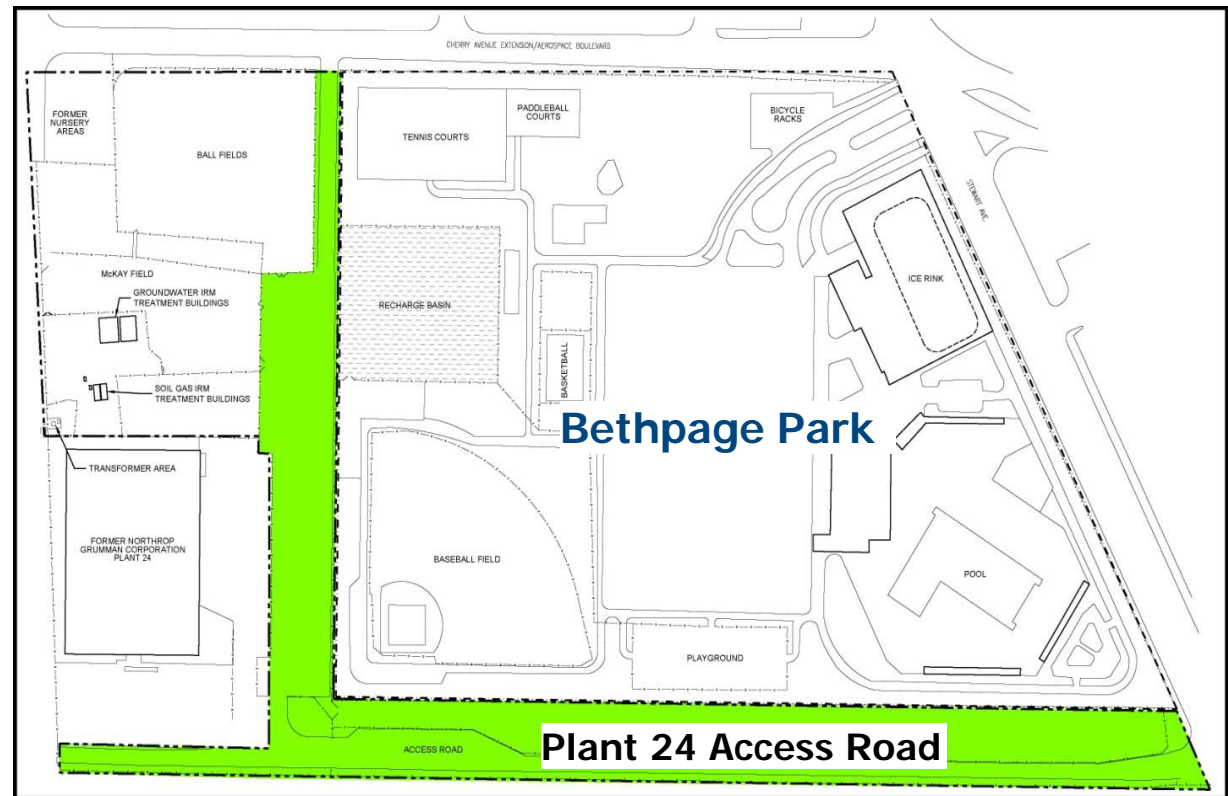 CHERRY AVENUE EXTENSION/AEROSPACE BOULEVARD
FORMER
NURSERY
AREAS
BALL FIELDS
TENNIS COURTS
PADDLEBALL
COURTS
BICYCLE
RACKS
STEWART AVE.
McKAY FIELD
GROUNDWATER IRM
TREATMENT BUILDINGS
RECHARGE BASIN
ICE RINK
BASKETBALL
SOIL GAS IRM
TREATMENT BUILDINGS
Bethpage Park
TRANSFORMER AREA
FORMER NORTHROP
GRUMMAN CORPORATION
PLANT 24
BASEBALL FIELD
POOL
PLAYGROUND
ACCESS ROAD
Plant 24 Access Road